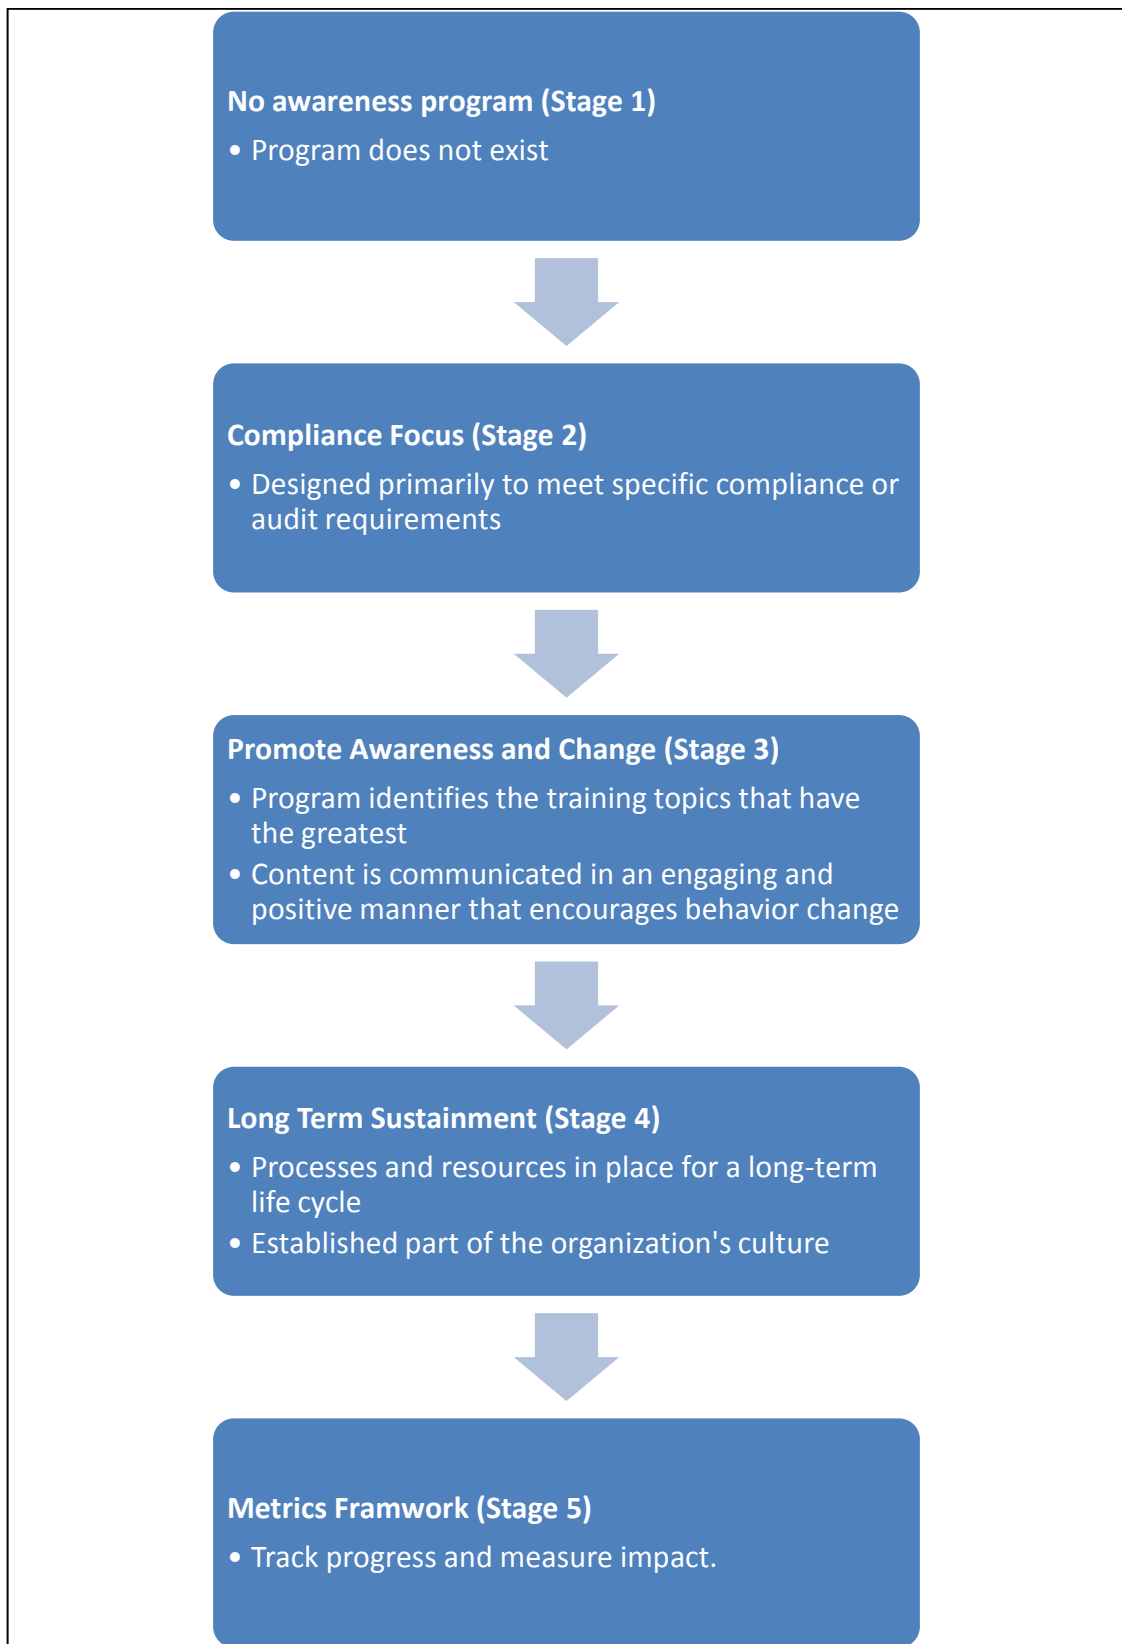 No awareness program (Stage 1)
• Program does not exist
Compliance Focus (Stage 2)
• Designed primarily to meet specific compliance or
audit requirements
Promote Awareness and Change (Stage 3)
• Program identifies the training topics that have
the greatest
• Content is communicated in an engaging and
positive manner that encourages behavior change
Long Term Sustainment (Stage 4)
• Processes and resources in place for a long-term
life cycle
• Established part of the organization's culture
Metrics Framwork (Stage 5)
• Track progress and measure impact.